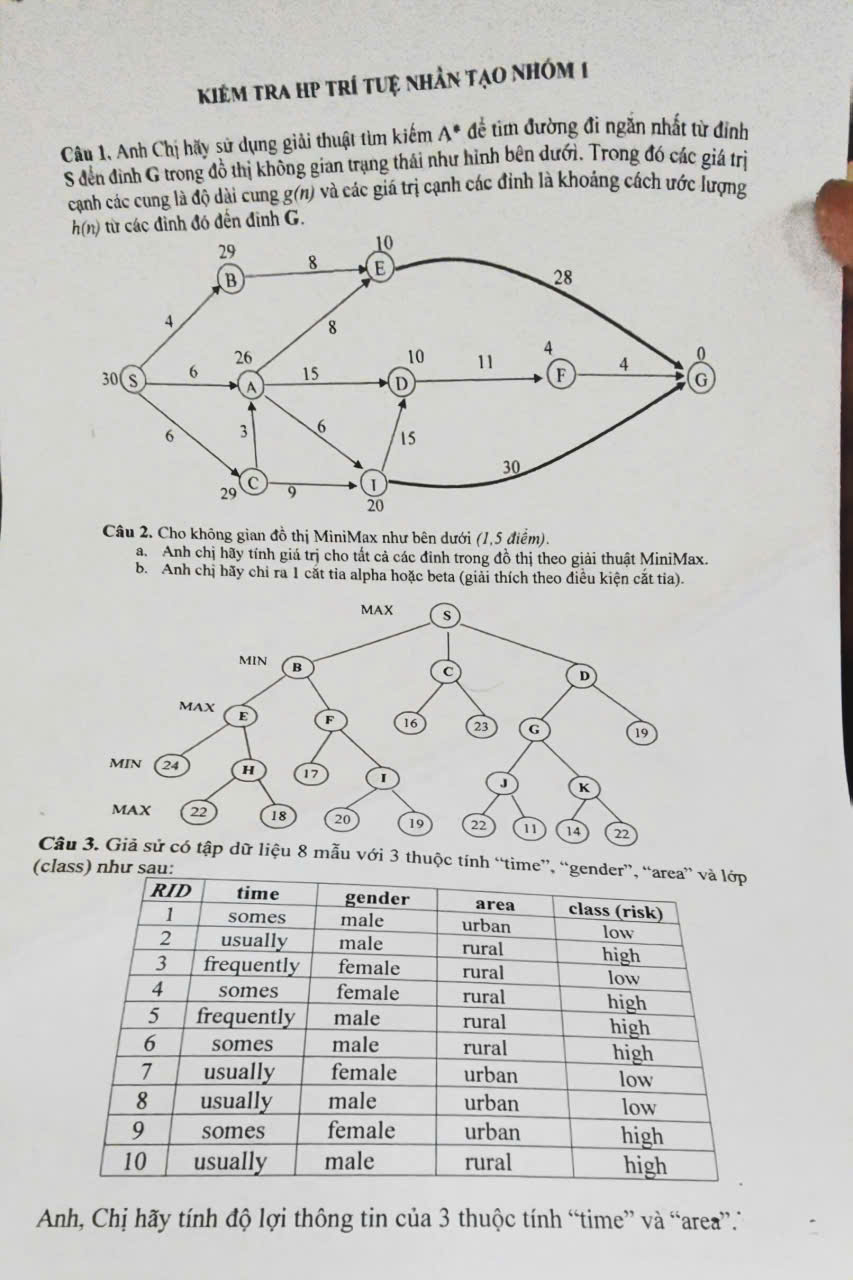 KIỂM TRA HP TRÍ TUỆ NHÂN TẠO NHÓM 1
Câu 1. Anh Chị hãy sử dụng giải thuật tìm kiếm A* để tìm đường đi ngắn nhất từ đỉnh
S đến đỉnh G trong đồ thị không gian trạng thái như hình bên dưới. Trong đó các giá trị
cạnh các cung là độ dài cung g(n) và các giá trị cạnh các đỉnh là khoảng cách ước lượng
h(n) từ các đỉnh đó đến đỉnh G.
29 B 8 10 E 28
4 8
30 S 6 26 A 15 10 D 11 4 F 4 0 G
6 3 6 15
29 C 9 I 20 30
Câu 2. Cho không gian đồ thị MiniMax như bên dưới (1,5 điểm).
a. Anh chị hãy tính giá trị cho tất cả các đỉnh trong đồ thị theo giải thuật MiniMax.
b. Anh chị hãy chỉ ra 1 cắt tỉa alpha hoặc beta (giải thích theo điều kiện cắt tỉa).
MAX S
MIN B C D
MAX E F 16 23 G 19
MIN 24 H 17 I J K
MAX 22 18 20 19 22 11 14 22
Câu 3. Giả sử có tập dữ liệu 8 mẫu với 3 thuộc tính “time”, “gender”, “area” và lớp
(class) như sau:
RID time gender area class (risk)
1 somes male urban low
2 usually male rural high
3 frequently female rural low
4 somes female rural high
5 frequently male rural high
6 somes male rural high
7 usually female urban low
8 usually male urban low
9 somes female urban high
10 usually male rural high
Anh, Chị hãy tính độ lợi thông tin của 3 thuộc tính “time” và “area”.